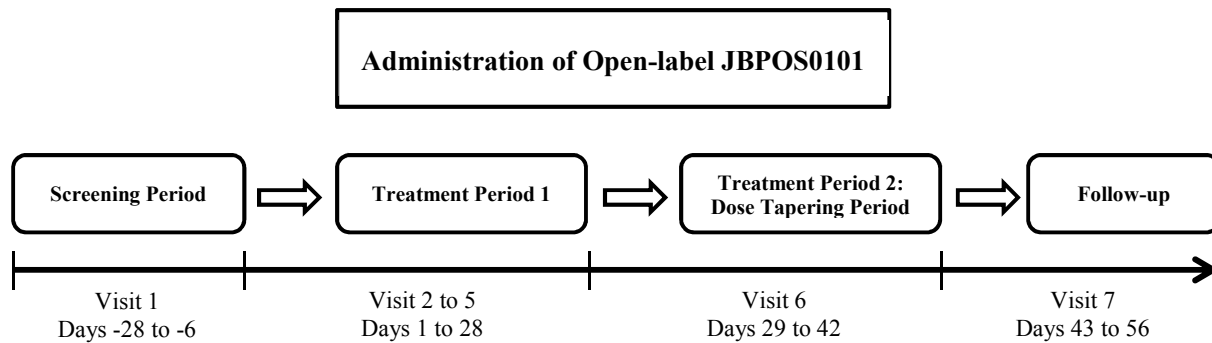 Administration of Open-label JBPOS0101
Screening Period
Treatment Period 1
Treatment Period 2:
Dose Tapering Period
Follow-up
Visit 1
Days -28 to -6
Visit 2 to 5
Days 1 to 28
Visit 6
Days 29 to 42
Visit 7
Days 43 to 56